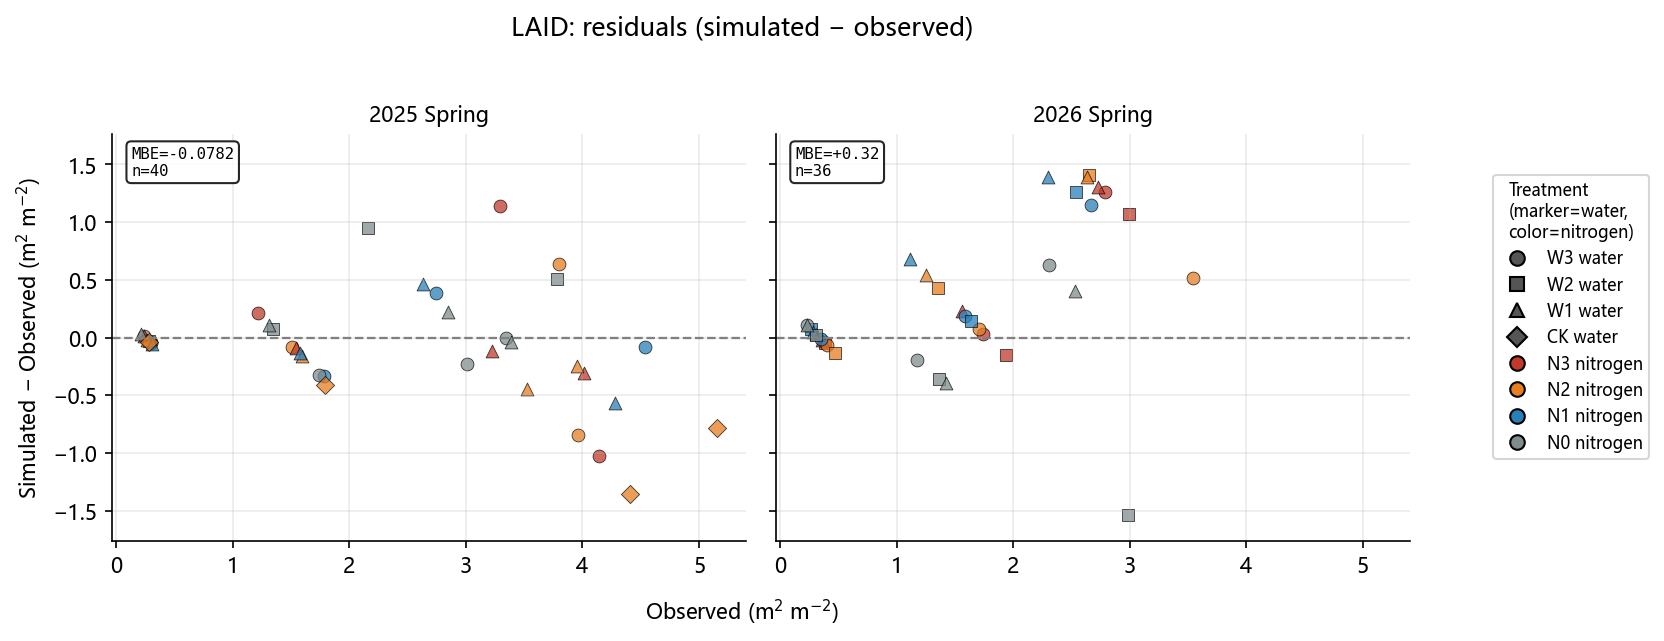 LAID: residuals (simulated − observed)
2025 Spring
2026 Spring
MBE=-0.0782
n=40
MBE=+0.32
n=36
1.5
1.0
0.5
0.0
−0.5
−1.0
−1.5
Simulated − Observed (m² m⁻²)
0 1 2 3 4 5
0 1 2 3 4 5
Observed (m² m⁻²)
Treatment
(marker=water,
color=nitrogen)
W3 water
W2 water
W1 water
CK water
N3 nitrogen
N2 nitrogen
N1 nitrogen
N0 nitrogen